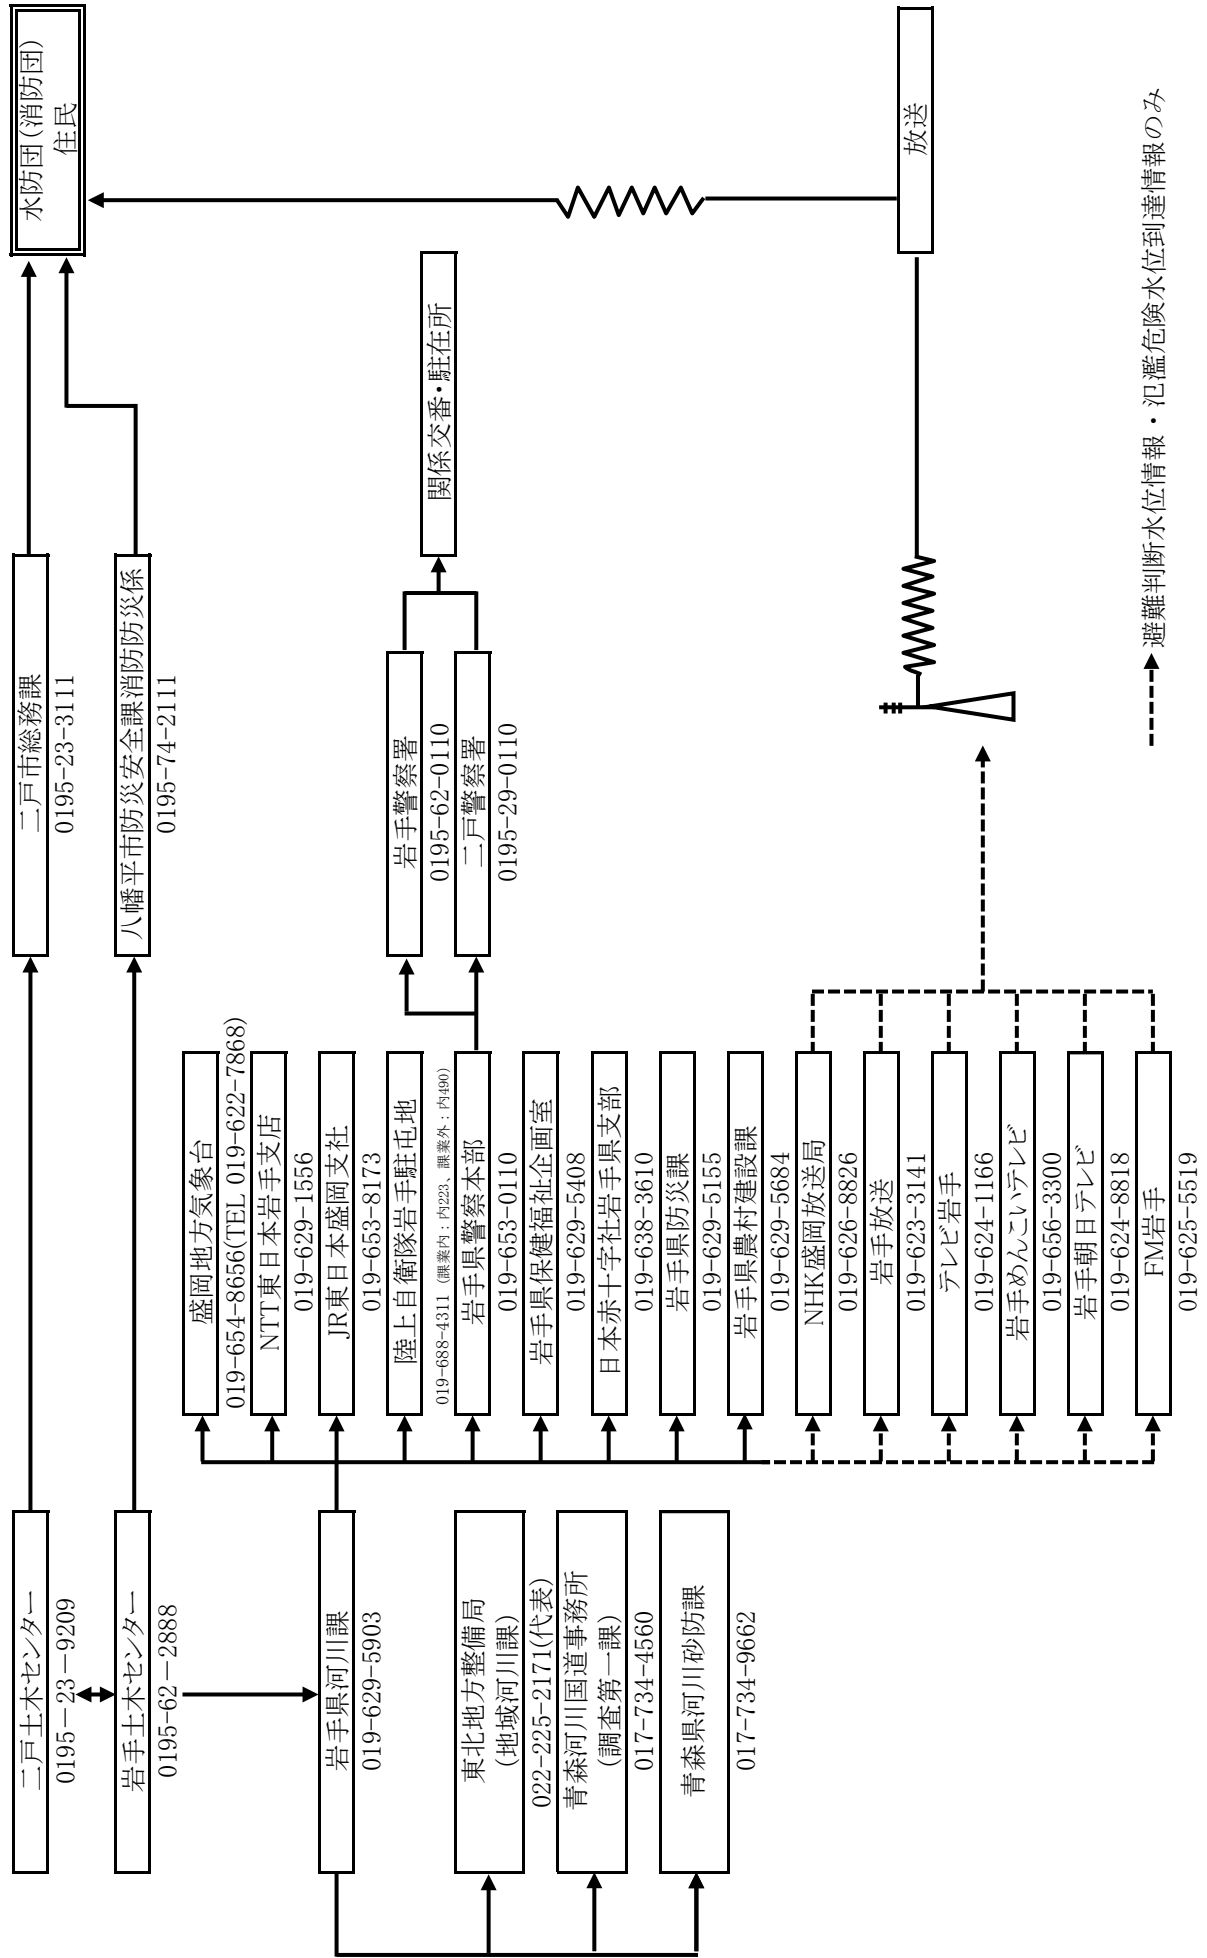 二戸土木センター
0195－23－9209
岩手土木センター
0195-62－2888
岩手県河川課
019-629-5903
東北地方整備局
(地域河川課)
022-225-2171(代表)
青森河川国道事務所
(調査第一課)
017-734-4560
青森県河川砂防課
017-734-9662
盛岡地方気象台
019-654-8656(TEL 019-622-7868)
NTT東日本岩手支店
019-629-1556
JR東日本盛岡支社
019-653-8173
陸上自衛隊岩手駐屯地
019-688-4311（課業内：内223、課業外：内490）
岩手県警察本部
019-653-0110
岩手県保健福祉企画室
019-629-5408
日本赤十字社岩手県支部
019-638-3610
岩手県防災課
019-629-5155
岩手県農村建設課
019-629-5684
NHK盛岡放送局
019-626-8826
岩手放送
019-623-3141
テレビ岩手
019-624-1166
岩手めんこいテレビ
019-656-3300
岩手朝日テレビ
019-624-8818
FM岩手
019-625-5519
二戸市総務課
0195-23-3111
八幡平市防災安全課消防防災係
0195-74-2111
岩手警察署
0195-62-0110
二戸警察署
0195-29-0110
関係交番・駐在所
水防団(消防団)
住民
放送
避難判断水位情報・氾濫危険水位到達情報のみ